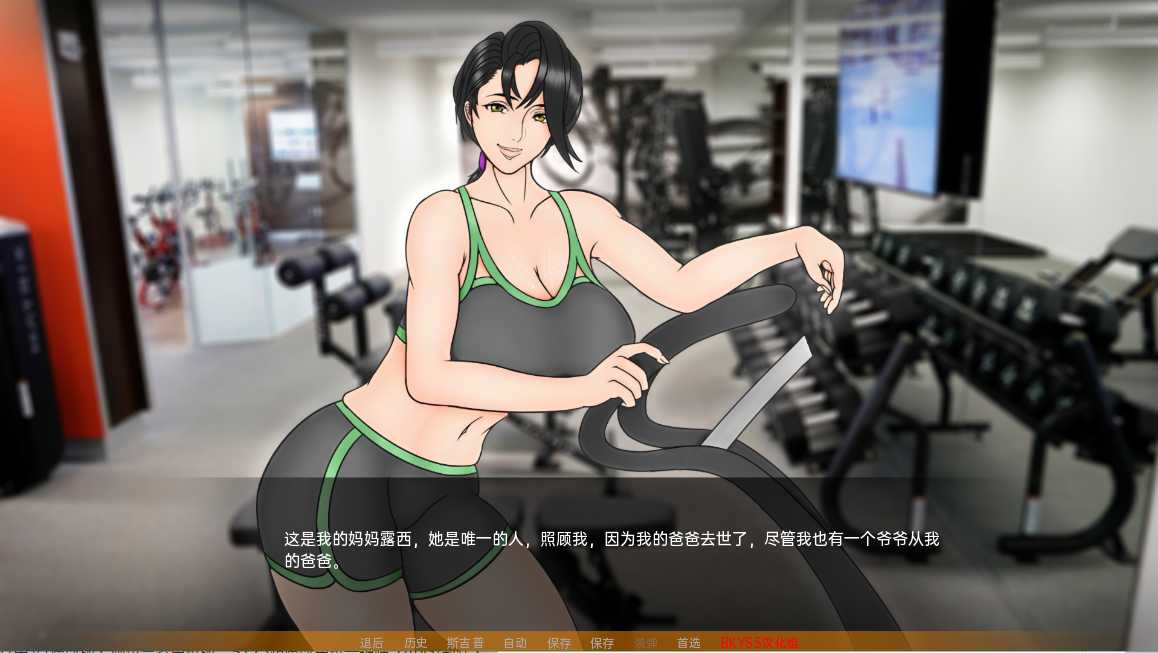 这是我的妈妈露西，她是唯一的人，照顾我，因为我的爸爸去世了，尽管我也有一个爷爷从我
的爸爸。
退后 历史 斯吉普 自动 保存 保存 首选 BKYSS汉化组